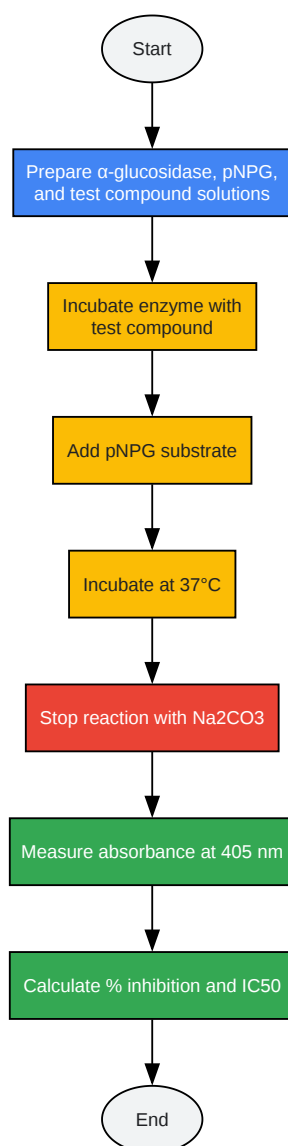 Start
Prepare α-glucosidase, pNPG,
and test compound solutions
Incubate enzyme with
test compound
Add pNPG substrate
Incubate at 37°C
Stop reaction with Na2CO3
Measure absorbance at 405 nm
Calculate % inhibition and IC50
End